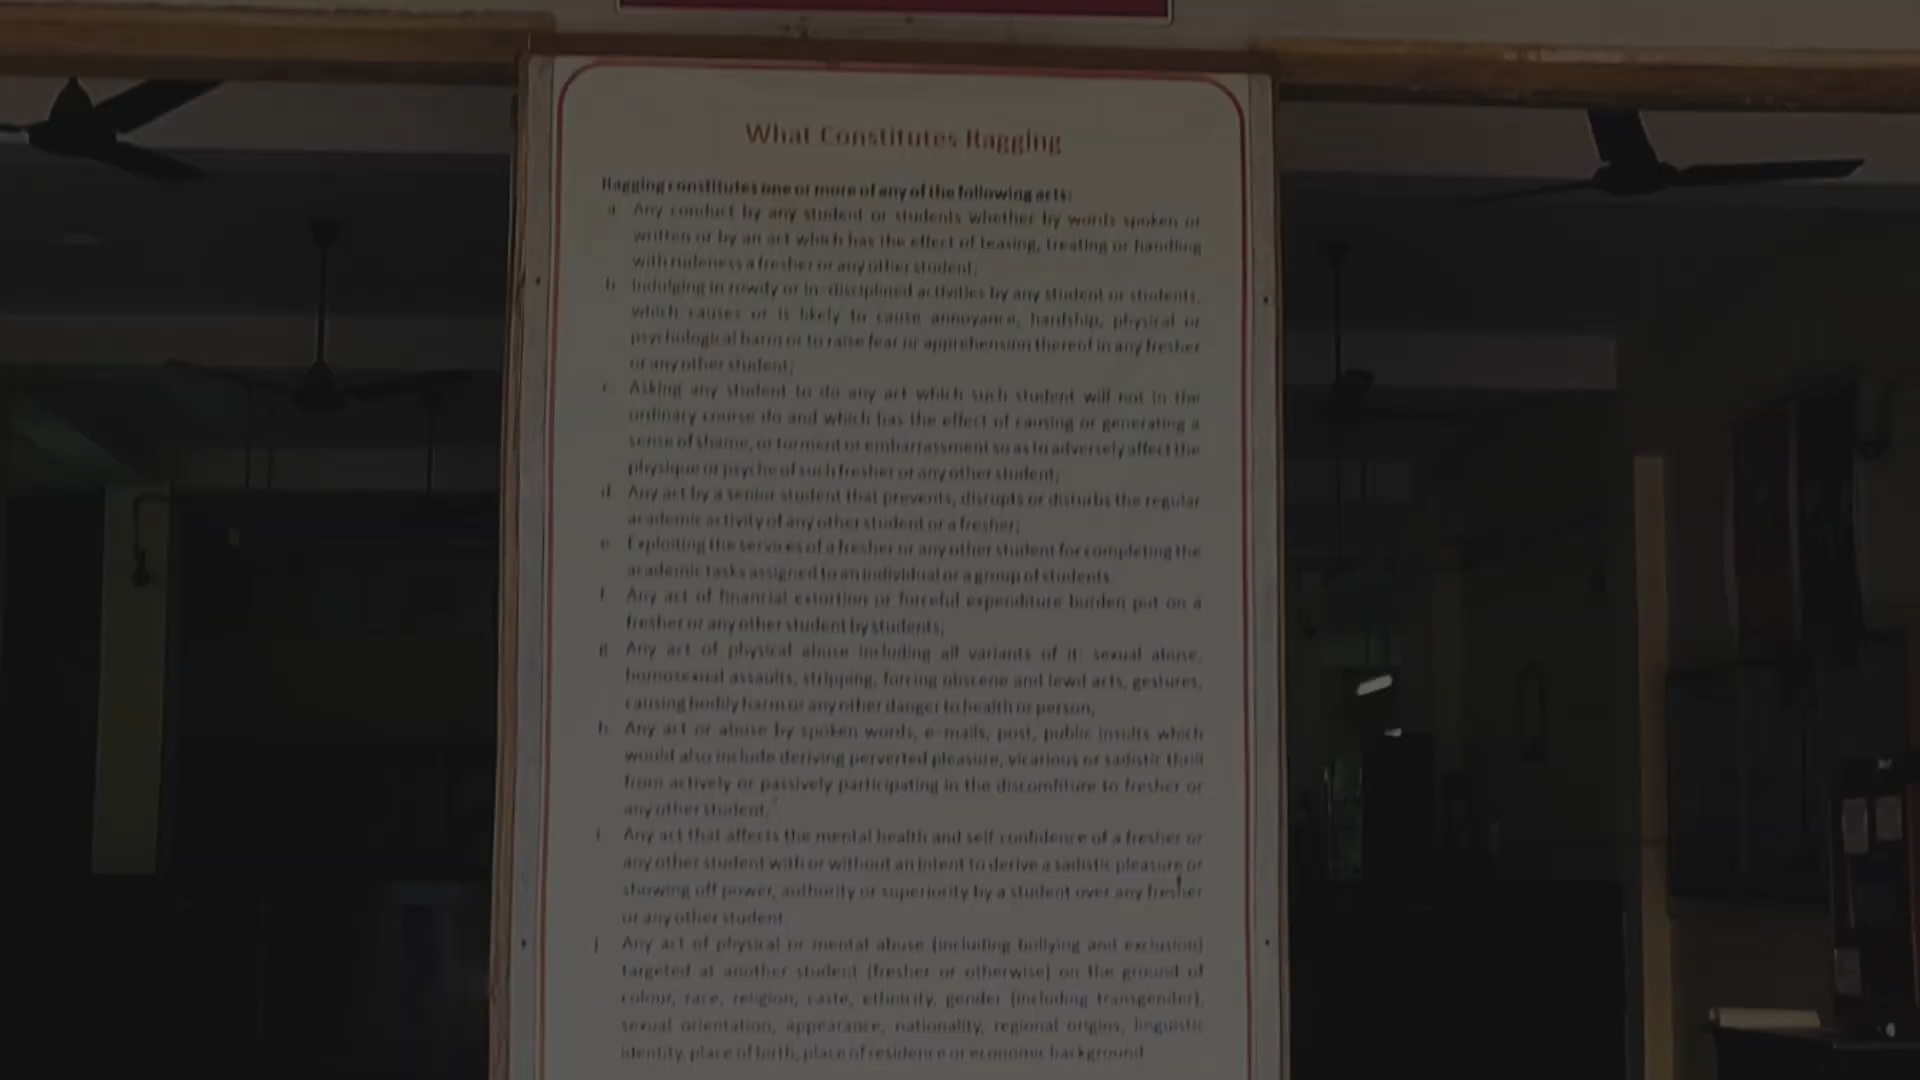 What Constitutes Ragging
Ragging constitutes one or more of any of the following acts:
a. Any conduct by any student or students whether by words spoken or
written or by an act which has the effect of teasing, treating or handling
with rudeness a fresher or any other student;
b. Indulging in rowdy or in-disciplined activities by any student or students,
which causes or is likely to cause annoyance, hardship, physical or
psychological harm or to raise fear or apprehension thereof in any fresher
or any other student;
c. Asking any student to do any act which such student will not in the
ordinary course do and which has the effect of causing or generating a
sense of shame, or torment or embarrassment so as to adversely affect the
physique or psyche of such fresher or any other student;
d. Any act by a senior student that prevents, disrupts or disturbs the regular
academic activity of any other student or a fresher;
e. Exploiting the services of a fresher or any other student for completing the
academic tasks assigned to an individual or a group of students.
f. Any act of financial extortion or forceful expenditure burden put on a
fresher or any other student by students;
g. Any act of physical abuse including all variants of it: sexual abuse,
homosexual assaults, stripping, forcing obscene and lewd acts, gestures,
causing bodily harm or any other danger to health or person;
h. Any act or abuse by spoken words, e-mails, post, public insults which
would also include deriving perverted pleasure, vicarious or sadistic thrill
from actively or passively participating in the discomfiture to fresher or
any other student;
i. Any act that affects the mental health and self-confidence of a fresher or
any other student with or without an intent to derive a sadistic pleasure or
showing off power, authority or superiority by a student over any fresher
or any other student.
j. Any act of physical or mental abuse (including bullying and exclusion)
targeted at another student (fresher or otherwise) on the ground of
colour, race, religion, caste, ethnicity, gender (including transgender),
sexual orientation, appearance, nationality, regional origins, linguistic
identity, place of birth, place of residence or economic background